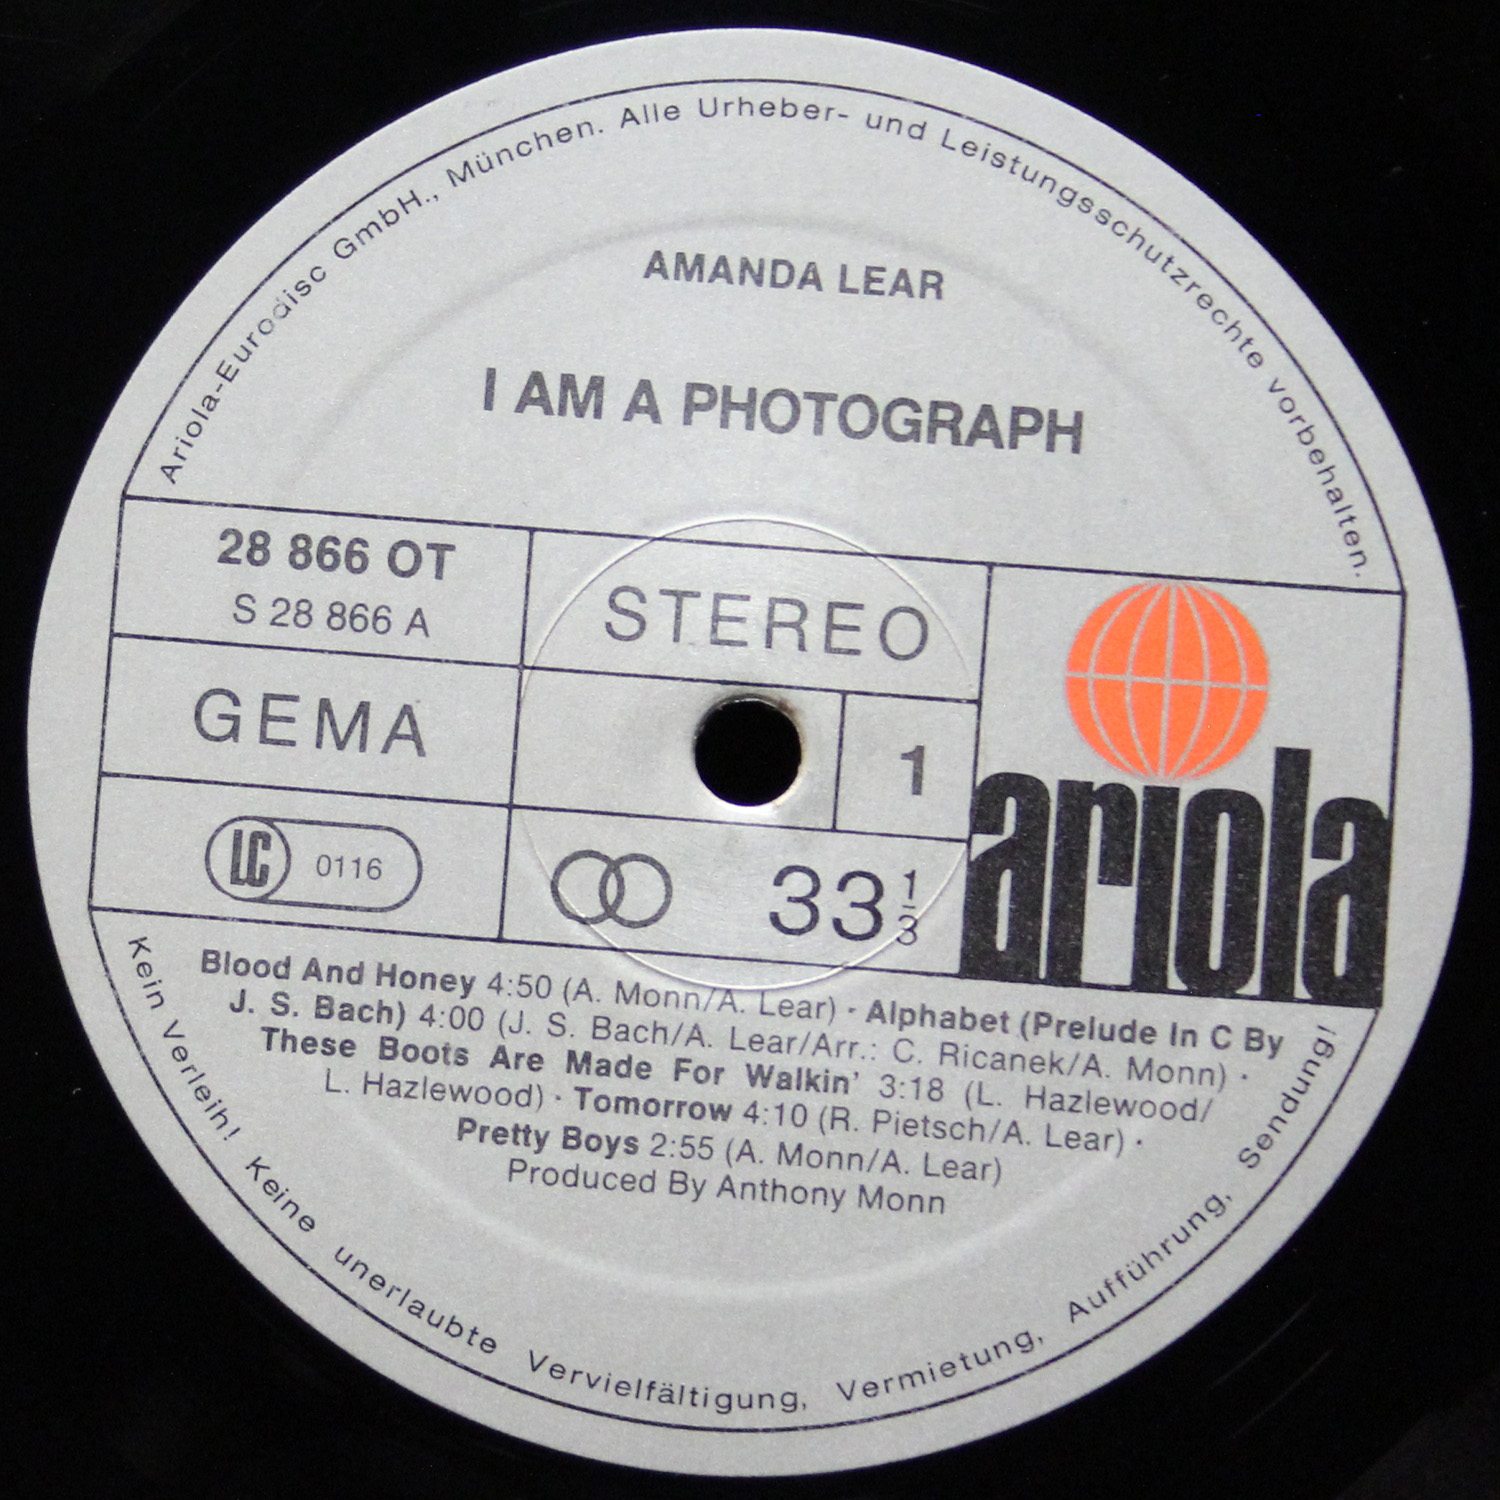 Ariola-Eurodisc GmbH., München. Alle Urheber- und Leistungsschutzrechte vorbehalten.
AMANDA LEAR
I AM A PHOTOGRAPH
28 866 OT
S 28 866 A
STEREO
GEMA
1
ariola
LC 0116
33 1/3
Blood And Honey 4:50 (A. Monn/A. Lear) · Alphabet (Prelude In C By
J. S. Bach) 4:00 (J. S. Bach/A. Lear/Arr.: C. Ricanek/A. Monn) ·
These Boots Are Made For Walkin' 3:18 (L. Hazlewood/
L. Hazlewood) · Tomorrow 4:10 (R. Pietsch/A. Lear) ·
Pretty Boys 2:55 (A. Monn/A. Lear)
Produced By Anthony Monn
Kein Verleih! Keine unerlaubte Vervielfältigung, Vermietung, Aufführung, Sendung!